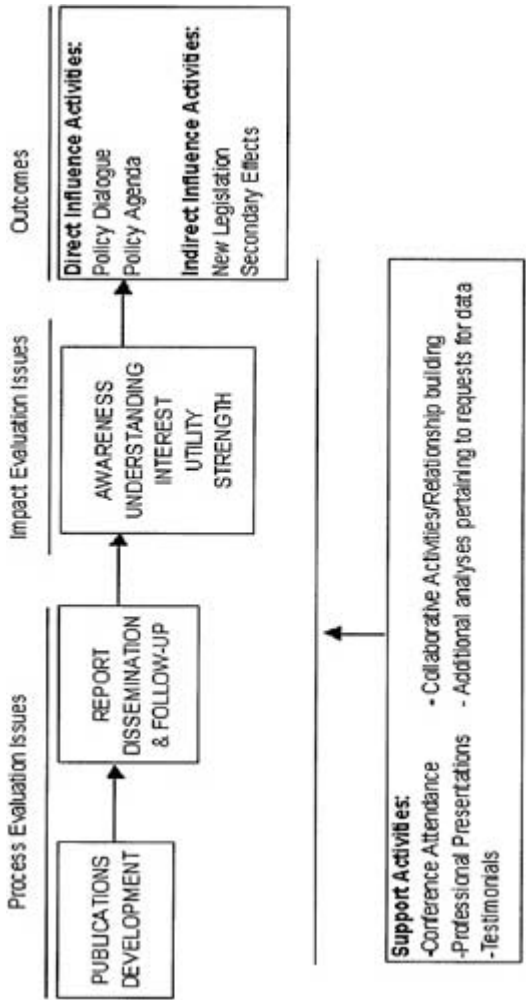 Process Evaluation Issues
Impact Evaluation Issues
Outcomes
PUBLICATIONS
DEVELOPMENT
REPORT
DISSEMINATION
& FOLLOW-UP
AWARENESS
UNDERSTANDING
INTEREST
UTILITY
STRENGTH
Direct Influence Activities:
Policy Dialogue
Policy Agenda
Indirect Influence Activities:
New Legislation
Secondary Effects
Support Activities:
-Conference Attendance - Collaborative Activities/Relationship building
-Professional Presentations - Additional analyses pertaining to requests for data
-Testimonials